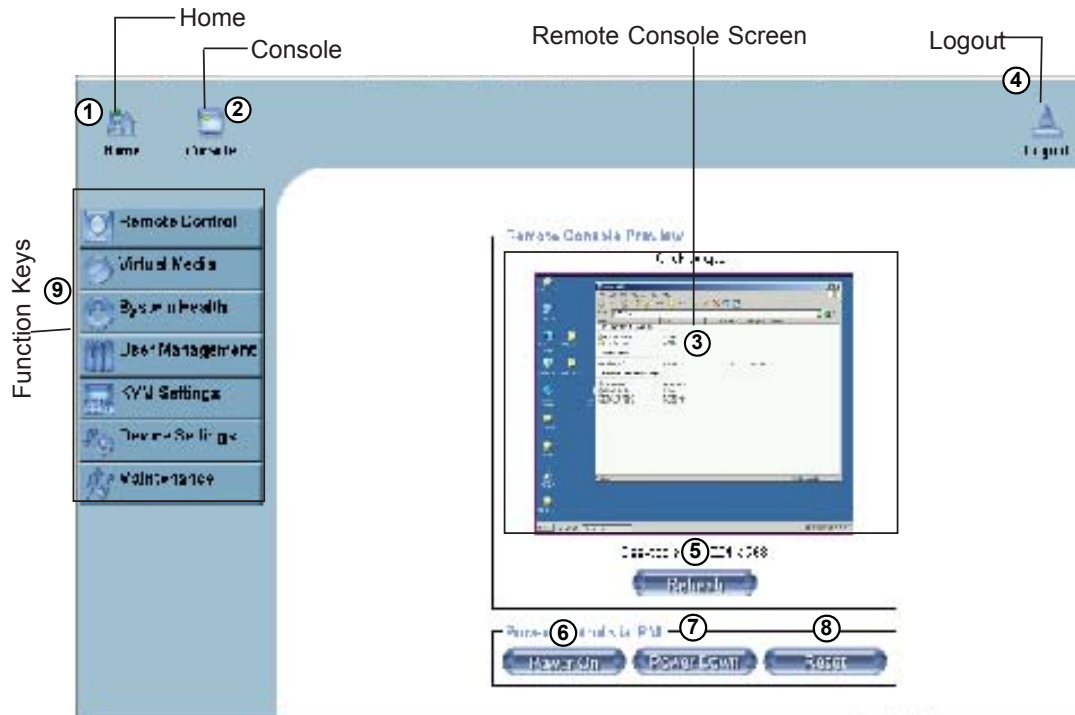 Home
Console
Remote Console Screen
Logout
① ② ④
Home Console Logout
Function Keys
⑨
Remote Control
Virtual Media
System Health
User Management
KVM Settings
Device Settings
Maintenance
Remote Console Preview
③
⑤
Refresh
⑥ ⑦ ⑧
Power On Power Down Reset